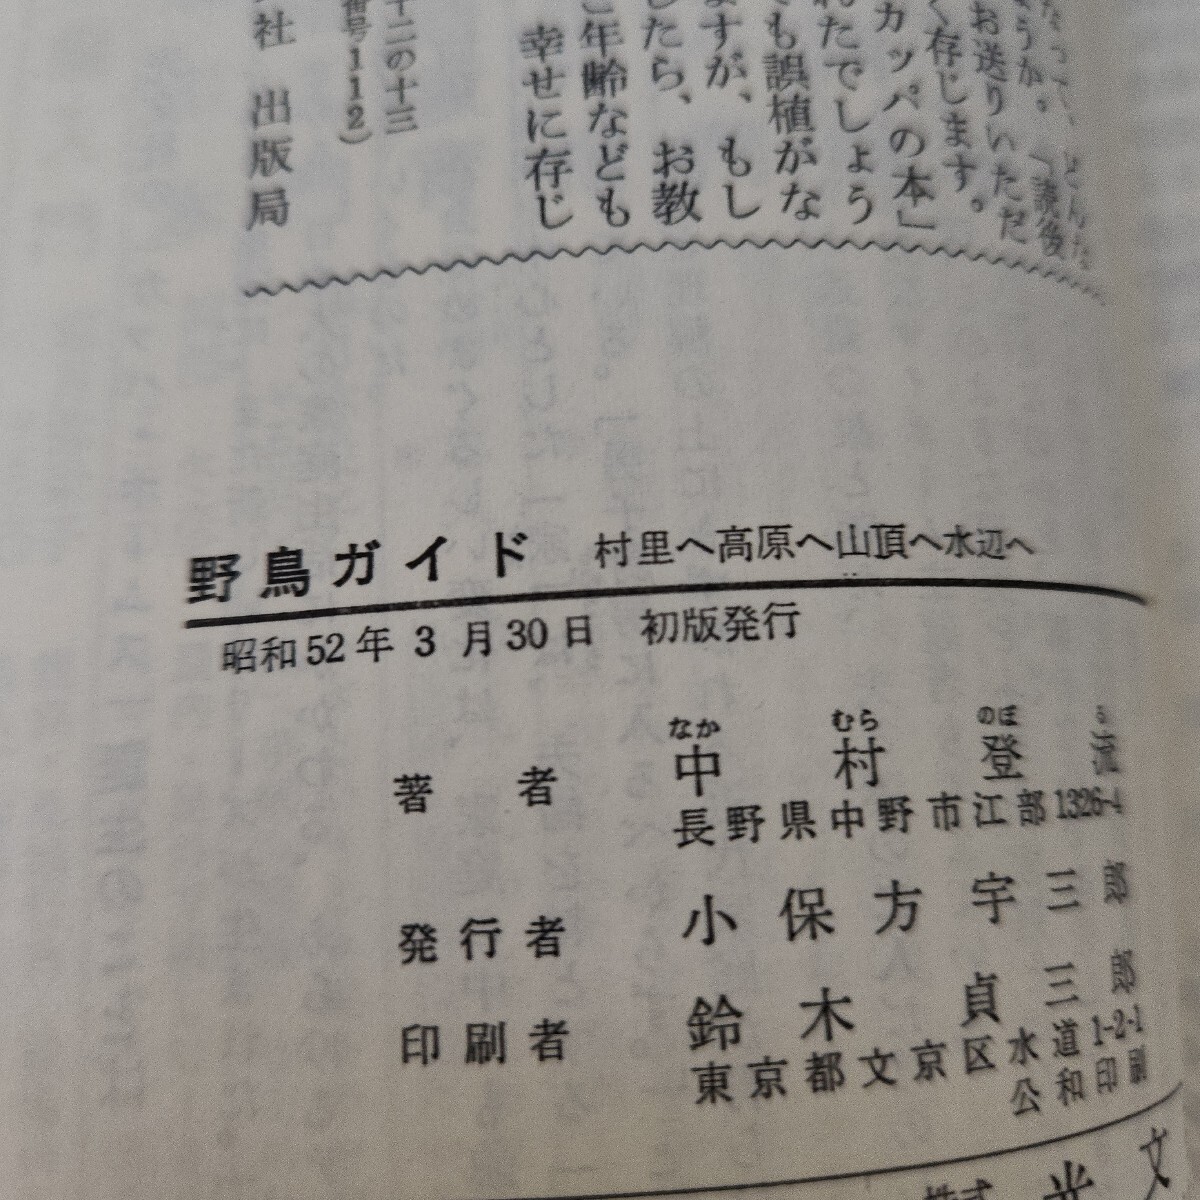 「読後
お送りいただ
く存じます。
カッパの本」
れたでしょう
も誤植がな
ますが、もし
したら、お教
年齢なども
幸せに存じ
十二の十三
番号112)
社 出版局
野鳥ガイド 村里へ高原へ山頂へ水辺へ
昭和52年3月30日 初版発行
なか むら のぼ る
著者 中村登流
長野県中野市江部1326-4
発行者 小保方宇三郎
印刷者 鈴木貞三郎
東京都文京区水道1-2-1
公和印刷
株式 光文